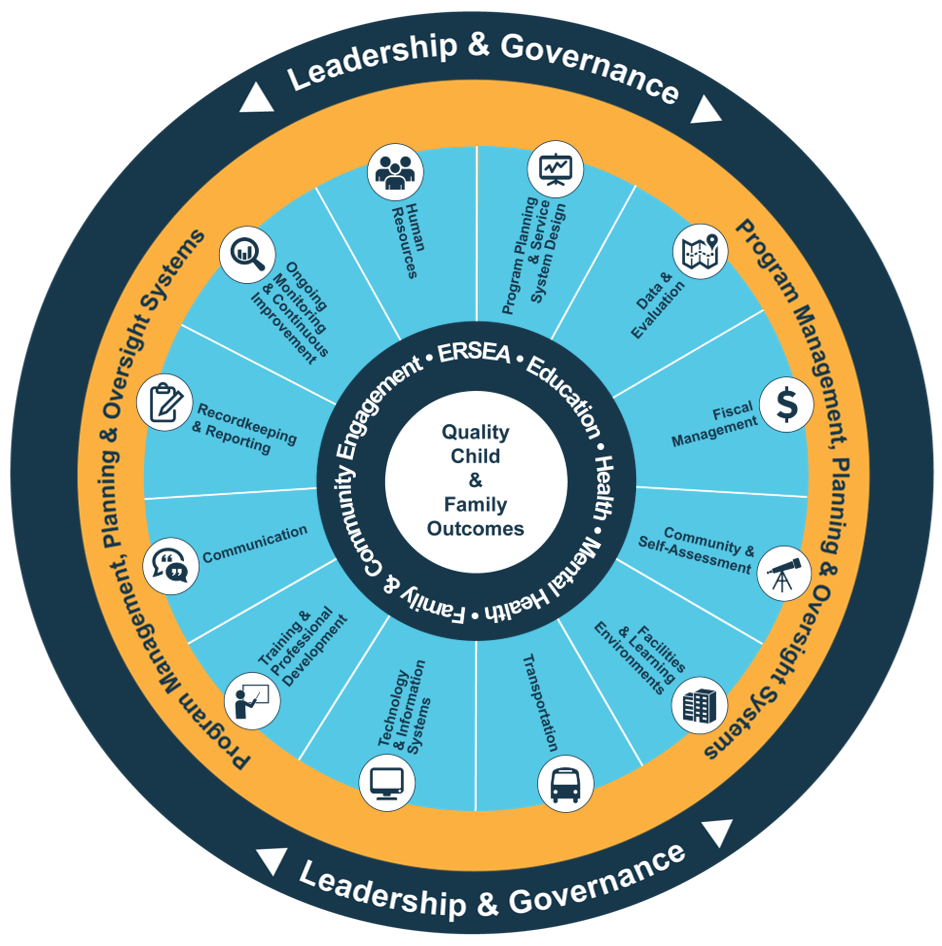 Leadership & Governance
Program Management, Planning & Oversight Systems
Program Management, Planning & Oversight Systems
Human
Resources
Program Planning
& Service
System Design
Data &
Evaluation
Fiscal
Management
$
Community &
Self-Assessment
Facilities
& Learning
Environments
Transportation
Technology
& Information
Systems
Training &
Professional
Development
Communication
Recordkeeping
& Reporting
Ongoing
Monitoring
& Continuous
Improvement
ERSEA • Education • Health • Mental Health • Family & Community Engagement •
Quality
Child
&
Family
Outcomes
Leadership & Governance